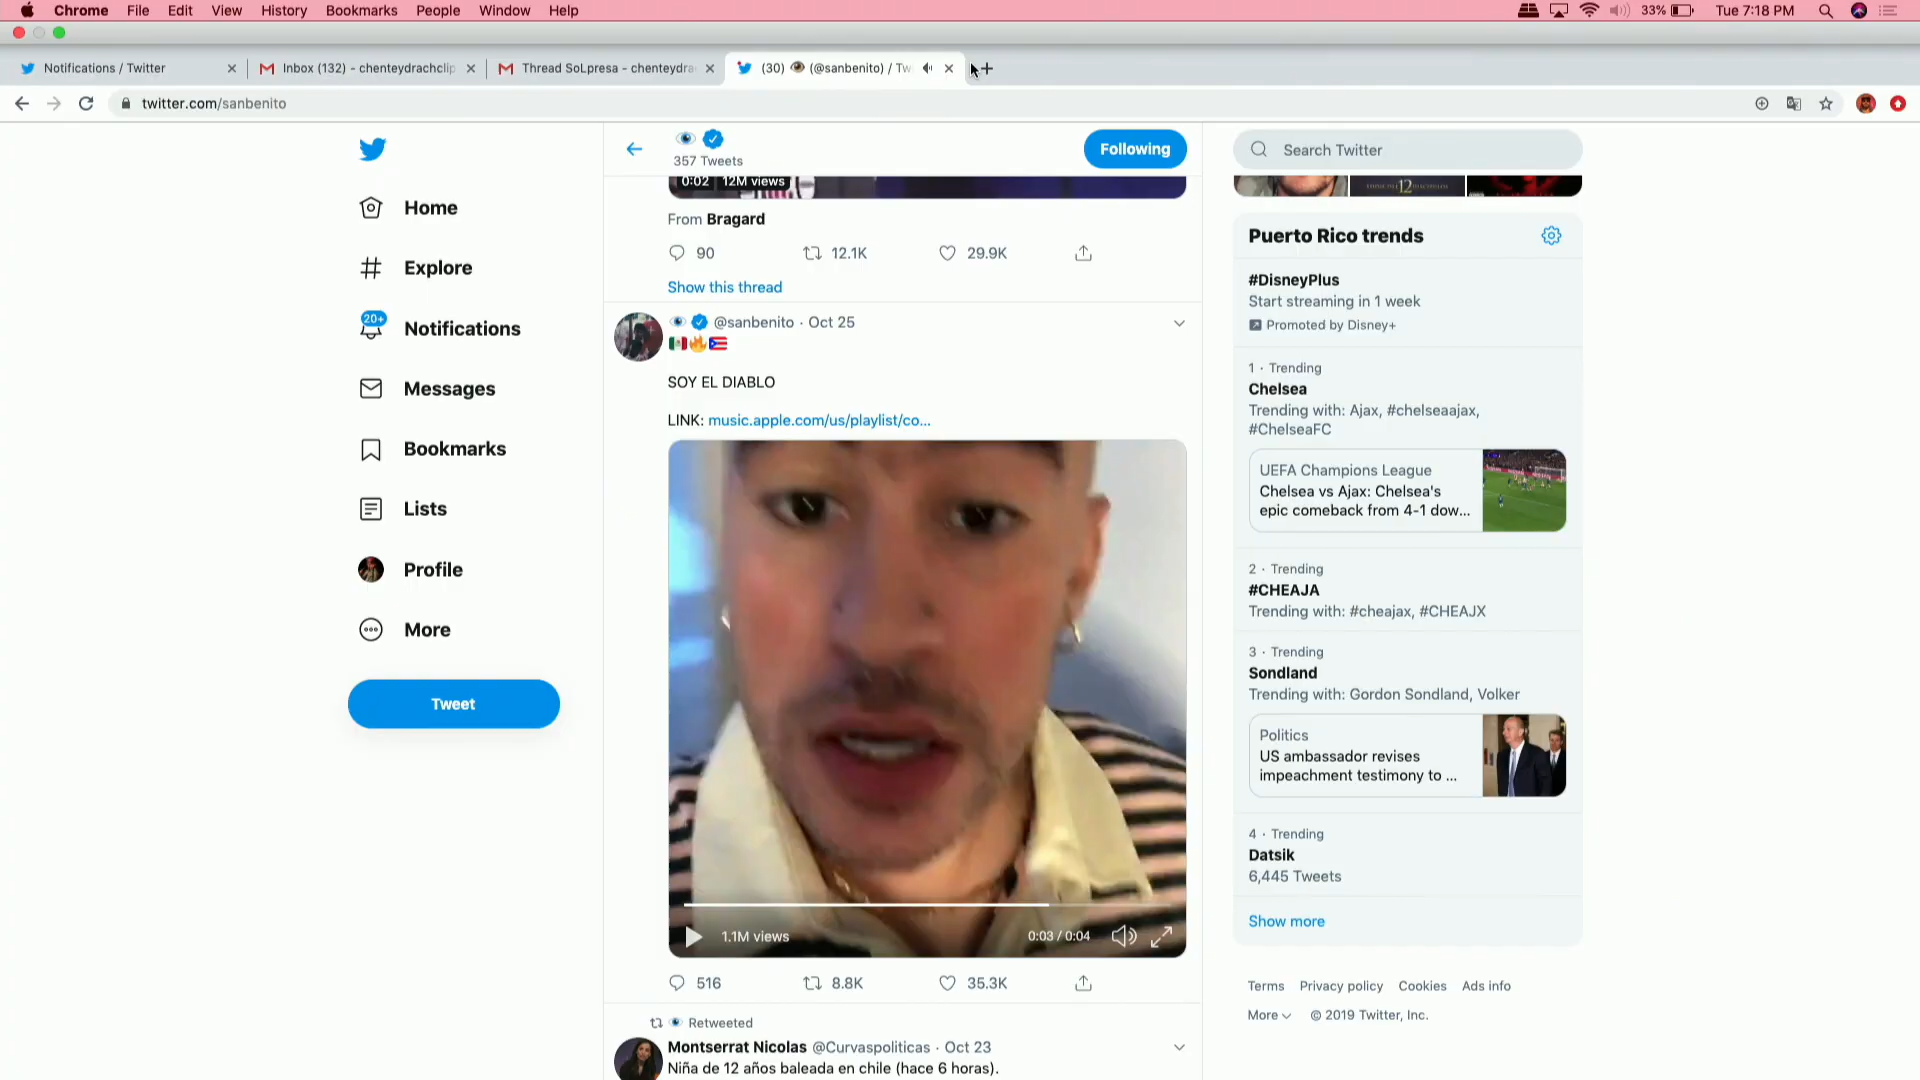 Chrome File Edit View History Bookmarks People Window Help
33% Tue 7:18 PM
Notifications / Twitter
Inbox (132) - chenteydrachclip
Thread SoLpresa - chenteydra
(30) 👁 (@sanbenito) / Tw
twitter.com/sanbenito
Home
Explore
20+
Notifications
Messages
Bookmarks
Lists
Profile
More
Tweet
👁
357 Tweets
Following
0:02 12M views
From Bragard
90 12.1K 29.9K
Show this thread
👁 @sanbenito · Oct 25
🇲🇽🔥🇵🇷
SOY EL DIABLO
LINK: music.apple.com/us/playlist/co...
1.1M views 0:03 / 0:04
516 8.8K 35.3K
👁 Retweeted
Montserrat Nicolas @Curvaspoliticas · Oct 23
Niña de 12 años baleada en chile (hace 6 horas).
Search Twitter
12
Puerto Rico trends
#DisneyPlus
Start streaming in 1 week
Promoted by Disney+
1 · Trending
Chelsea
Trending with: Ajax, #chelseaajax,
#ChelseaFC
UEFA Champions League
Chelsea vs Ajax: Chelsea's
epic comeback from 4-1 dow...
2 · Trending
#CHEAJA
Trending with: #cheajax, #CHEAJX
3 · Trending
Sondland
Trending with: Gordon Sondland, Volker
Politics
US ambassador revises
impeachment testimony to ...
4 · Trending
Datsik
6,445 Tweets
Show more
Terms Privacy policy Cookies Ads info
More © 2019 Twitter, Inc.